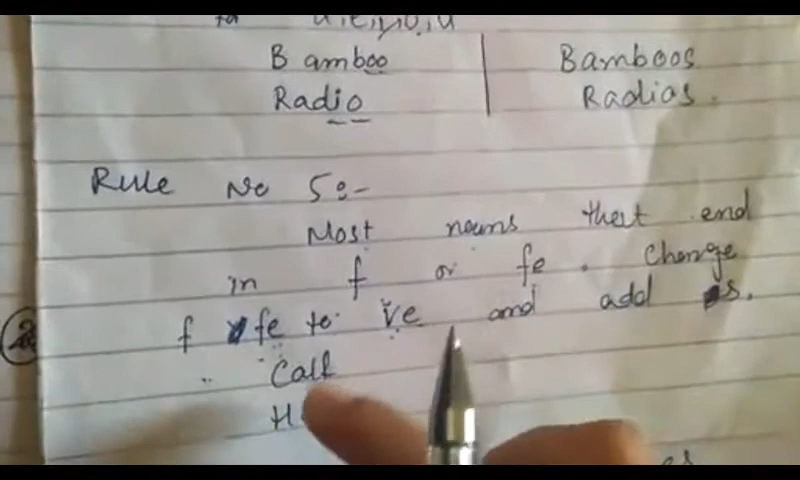 Bamboo Bamboos
Radio Radios.
Rule No 5:-
Most nouns that end
in f or fe. Change
f fe to ve and add s.
Calf
H
es